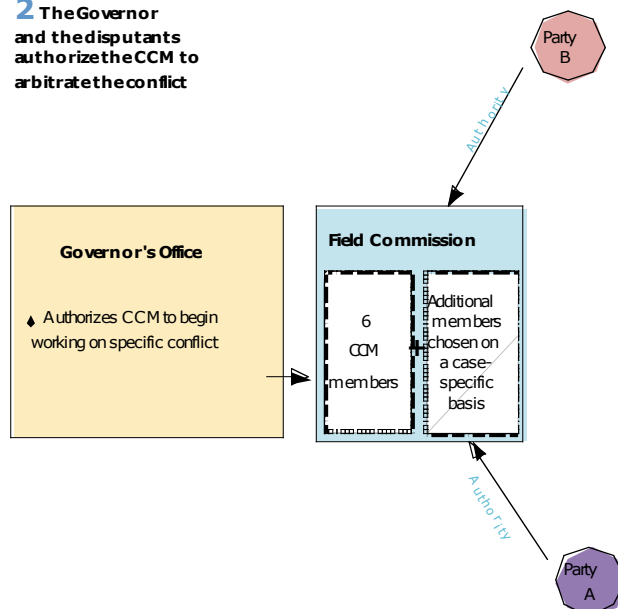 2 The Governor
and the disputants
authorize the CCM to
arbitrate the conflict
Party
B
Authority
Governor's Office
Authorizes CCM to begin
working on specific conflict
Field Commission
6
CCM
members
+
Additional
members
chosen on
a case-
specific
basis
Authority
Party
A